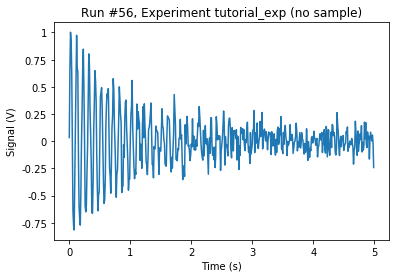 Run #56, Experiment tutorial_exp (no sample)
1
0.75
0.5
0.25
0
-0.25
-0.5
-0.75
Signal (V)
0 1 2 3 4 5
Time (s)